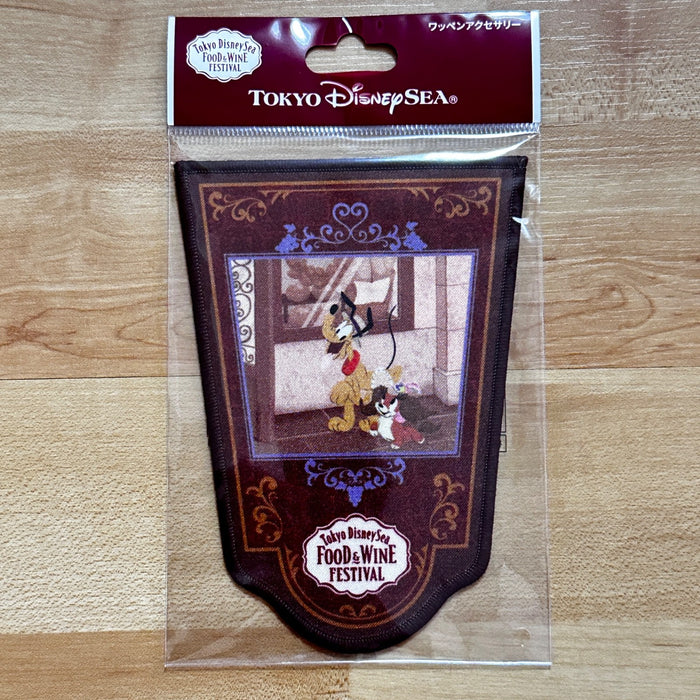 Tokyo DisneySea
FOOD & WINE
FESTIVAL
ワッペンアクセサリー
TOKYO DISNEYSEA®
Tokyo DisneySea
FOOD & WINE
FESTIVAL